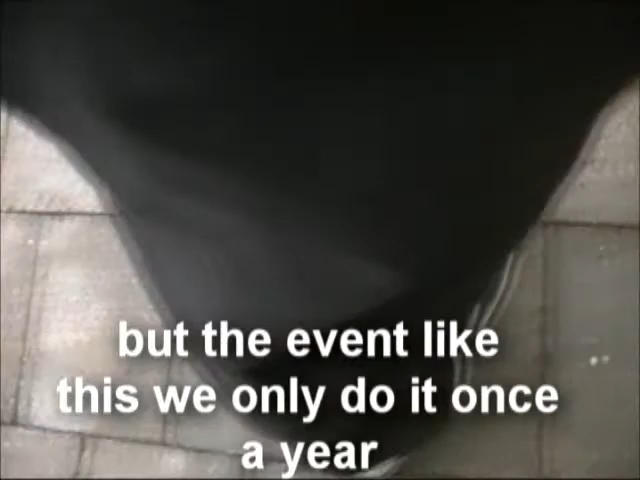 but the event like
this we only do it once
a year